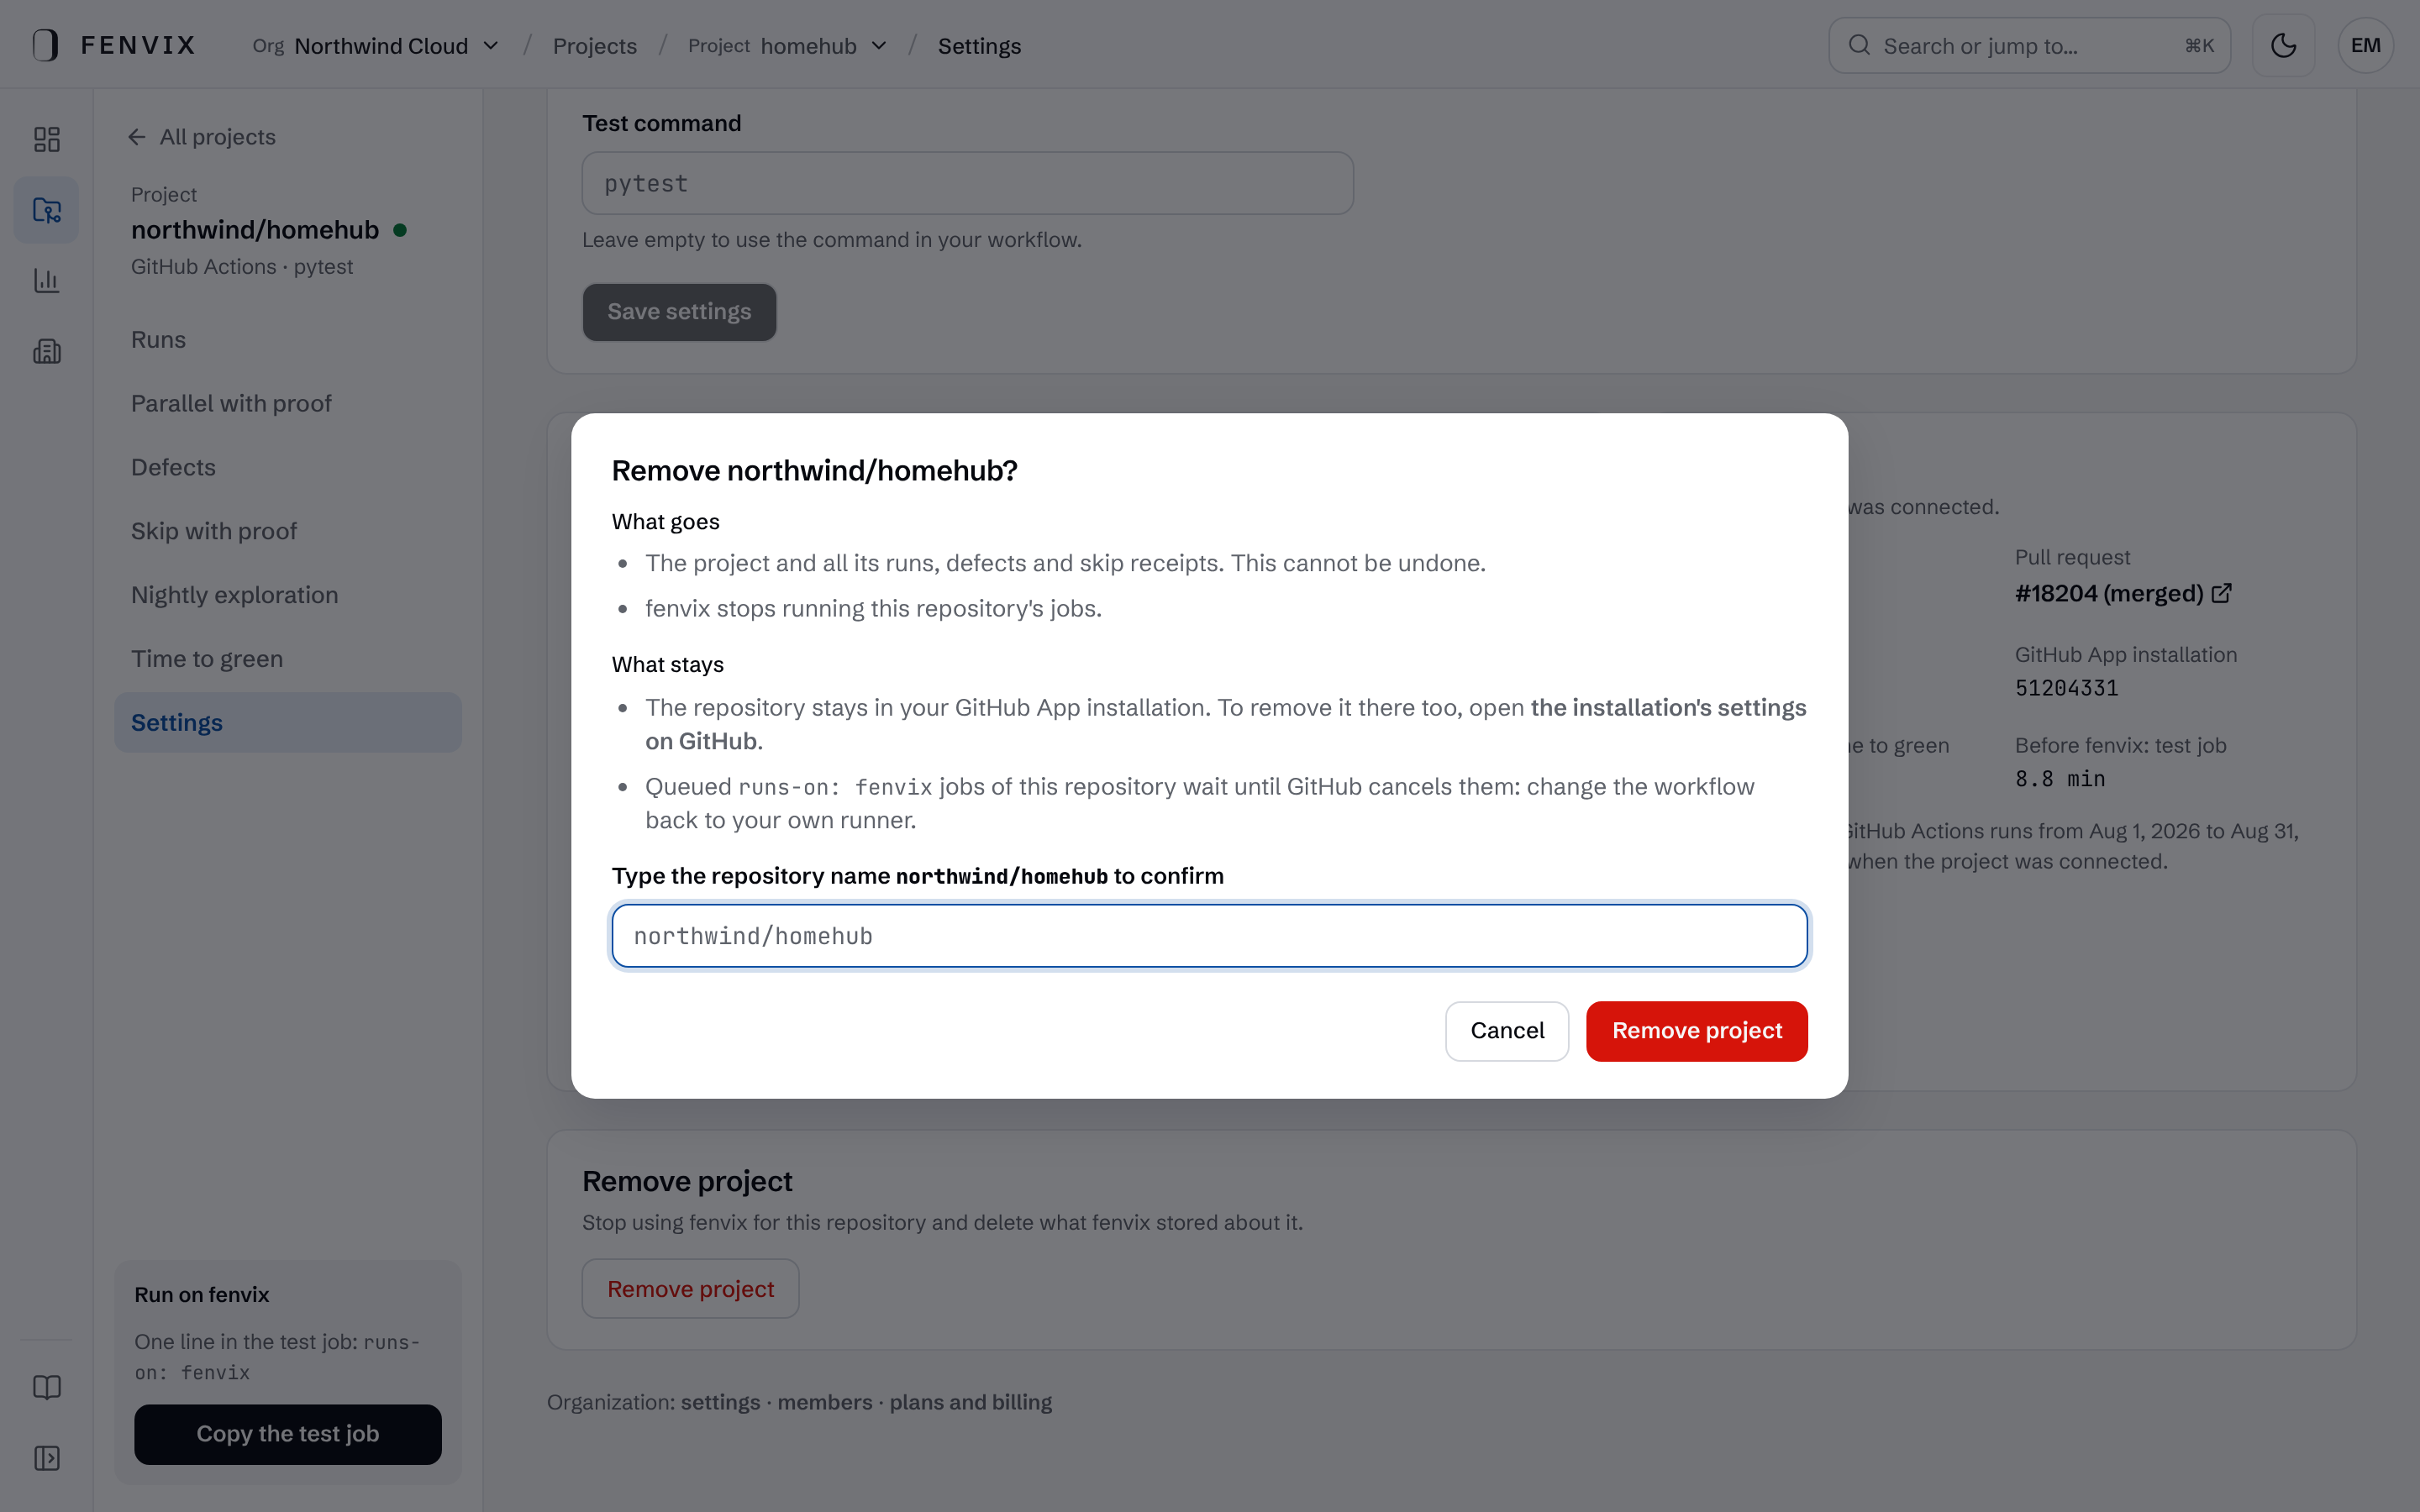 FENVIX
Org Northwind Cloud / Projects / Project homehub / Settings
Search or jump to... ⌘K
EM
All projects
Project
northwind/homehub
GitHub Actions · pytest
Runs
Parallel with proof
Defects
Skip with proof
Nightly exploration
Time to green
Settings
Run on fenvix
One line in the test job: runs-
on: fenvix
Copy the test job
Test command
pytest
Leave empty to use the command in your workflow.
Save settings
was connected.
Pull request
#18204 (merged)
GitHub App installation
51204331
to green
Before fenvix: test job
8.8 min
GitHub Actions runs from Aug 1, 2026 to Aug 31,
when the project was connected.
Remove northwind/homehub?
What goes
• The project and all its runs, defects and skip receipts. This cannot be undone.
• fenvix stops running this repository's jobs.
What stays
• The repository stays in your GitHub App installation. To remove it there too, open the installation's settings
on GitHub.
• Queued runs-on: fenvix jobs of this repository wait until GitHub cancels them: change the workflow
back to your own runner.
Type the repository name northwind/homehub to confirm
northwind/homehub
Cancel
Remove project
Remove project
Stop using fenvix for this repository and delete what fenvix stored about it.
Remove project
Organization: settings · members · plans and billing